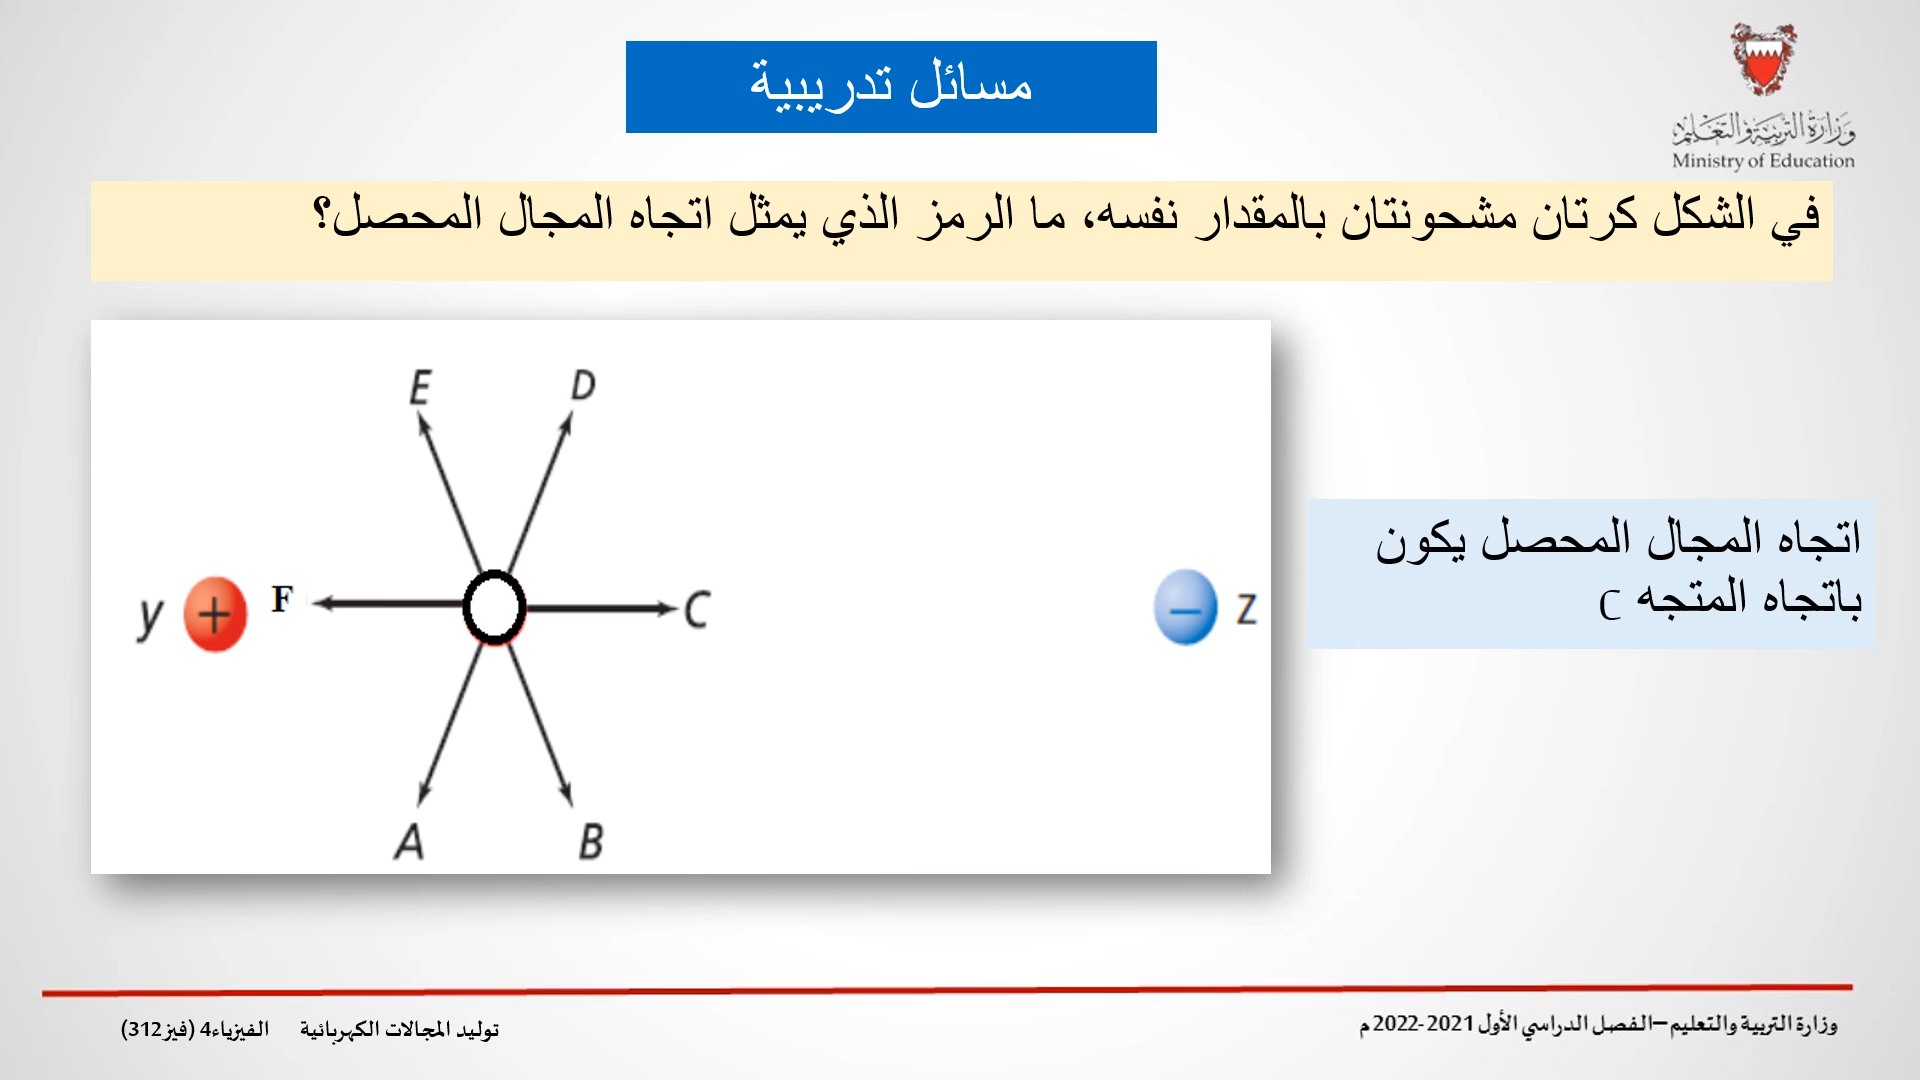 مسائل تدريبية
وزارة التربية والتعليم
Ministry of Education
في الشكل كرتان مشحونتان بالمقدار نفسه، ما الرمز الذي يمثل اتجاه المجال المحصل؟
E D
y + F C − Z
A B
اتجاه المجال المحصل يكون
باتجاه المتجه C
وزارة التربية والتعليم –الفصل الدراسي الأول 2021-2022 م
توليد المجالات الكهربائية الفيزياء4 (فيز312)